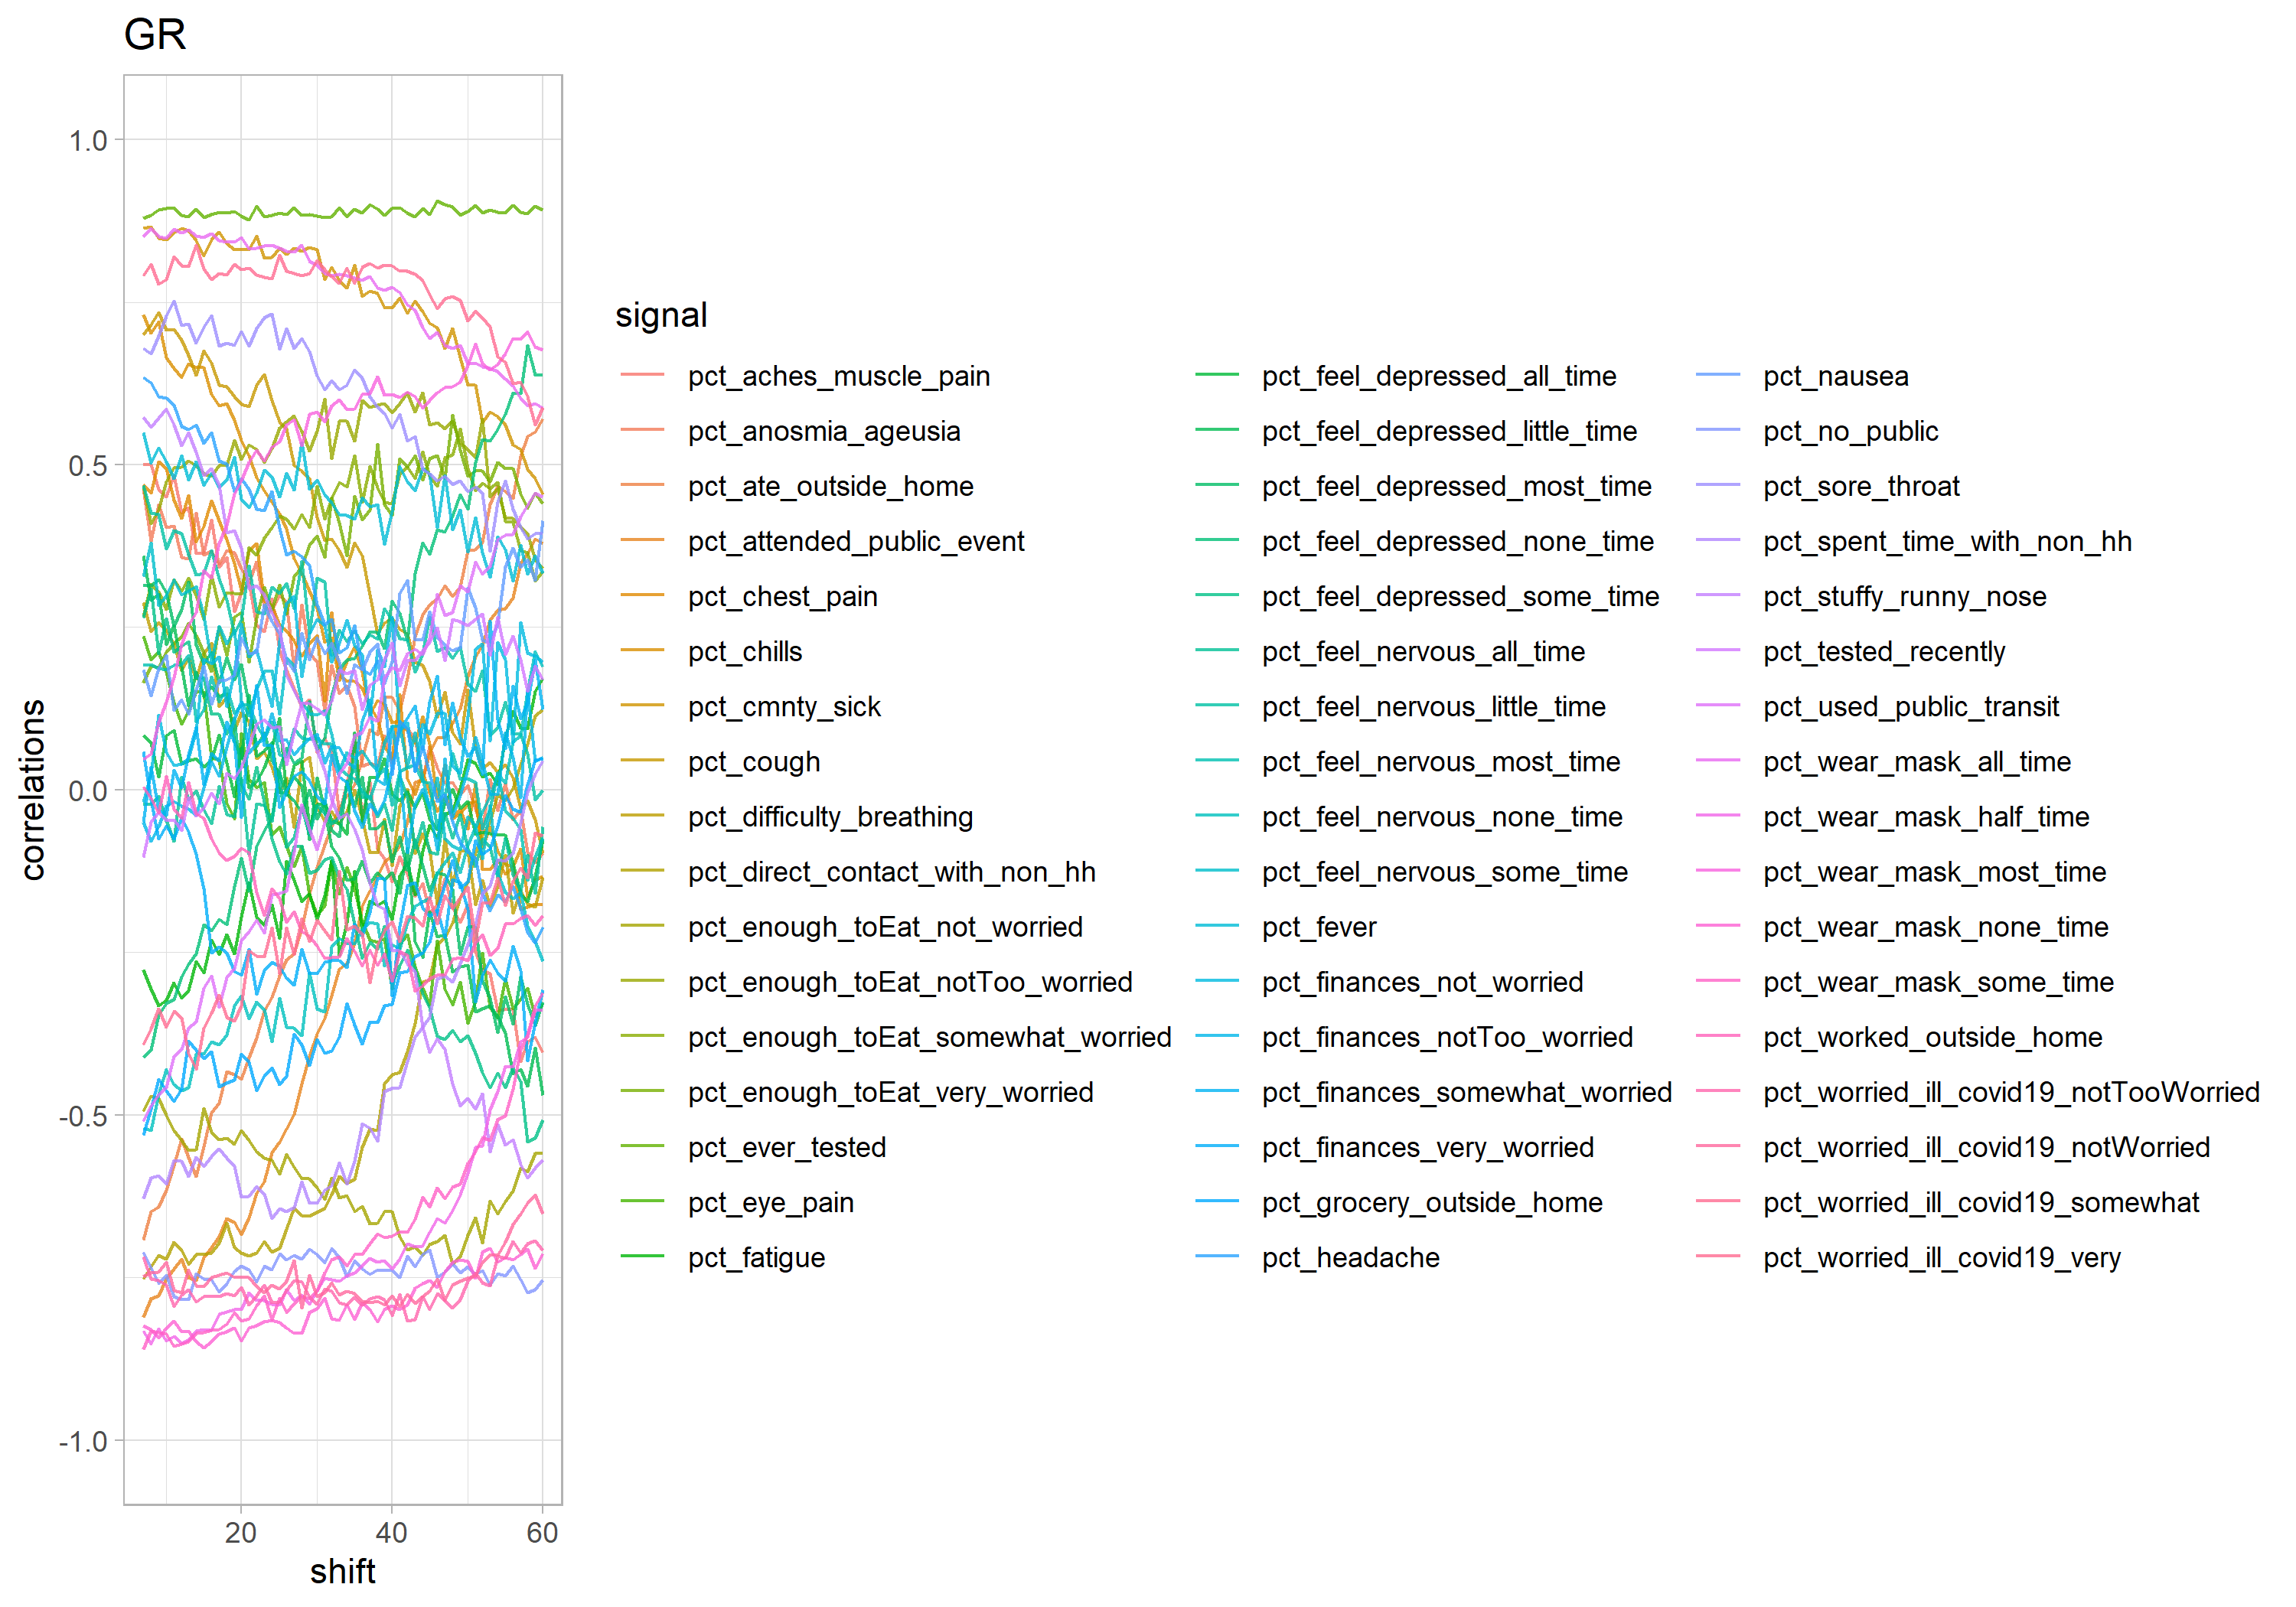 GR
correlations
1.0
0.5
0.0
-0.5
-1.0
20 40 60
shift
signal
pct_aches_muscle_pain
pct_anosmia_ageusia
pct_ate_outside_home
pct_attended_public_event
pct_chest_pain
pct_chills
pct_cmnty_sick
pct_cough
pct_difficulty_breathing
pct_direct_contact_with_non_hh
pct_enough_toEat_not_worried
pct_enough_toEat_notToo_worried
pct_enough_toEat_somewhat_worried
pct_enough_toEat_very_worried
pct_ever_tested
pct_eye_pain
pct_fatigue
pct_feel_depressed_all_time
pct_feel_depressed_little_time
pct_feel_depressed_most_time
pct_feel_depressed_none_time
pct_feel_depressed_some_time
pct_feel_nervous_all_time
pct_feel_nervous_little_time
pct_feel_nervous_most_time
pct_feel_nervous_none_time
pct_feel_nervous_some_time
pct_fever
pct_finances_not_worried
pct_finances_notToo_worried
pct_finances_somewhat_worried
pct_finances_very_worried
pct_grocery_outside_home
pct_headache
pct_nausea
pct_no_public
pct_sore_throat
pct_spent_time_with_non_hh
pct_stuffy_runny_nose
pct_tested_recently
pct_used_public_transit
pct_wear_mask_all_time
pct_wear_mask_half_time
pct_wear_mask_most_time
pct_wear_mask_none_time
pct_wear_mask_some_time
pct_worked_outside_home
pct_worried_ill_covid19_notTooWorried
pct_worried_ill_covid19_notWorried
pct_worried_ill_covid19_somewhat
pct_worried_ill_covid19_very